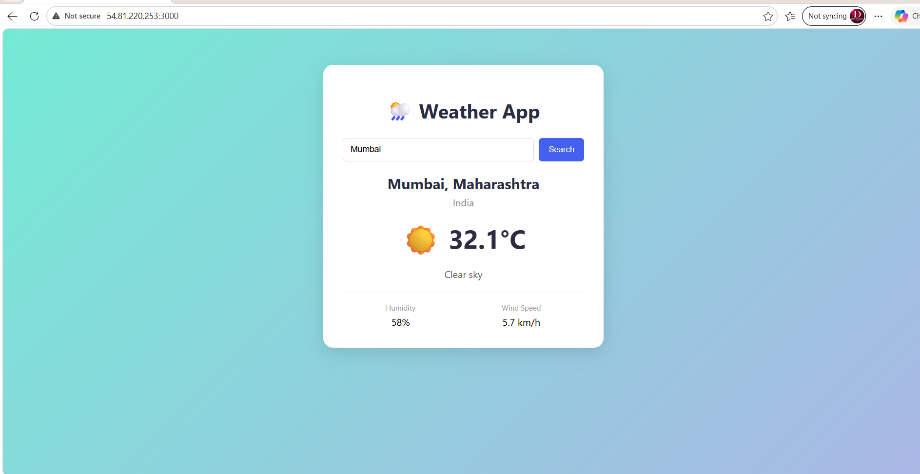 Not secure 54.81.220.253:3000
Not syncing
Weather App
Mumbai Search
Mumbai, Maharashtra
India
32.1°C
Clear sky
Humidity Wind Speed
58% 5.7 km/h